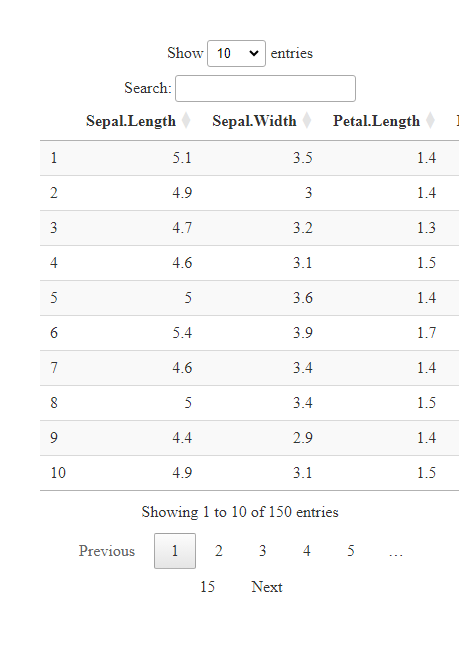 Show 10 entries
Search:
Sepal.Length Sepal.Width Petal.Length
1 5.1 3.5 1.4
2 4.9 3 1.4
3 4.7 3.2 1.3
4 4.6 3.1 1.5
5 5 3.6 1.4
6 5.4 3.9 1.7
7 4.6 3.4 1.4
8 5 3.4 1.5
9 4.4 2.9 1.4
10 4.9 3.1 1.5
Showing 1 to 10 of 150 entries
Previous 1 2 3 4 5 …
15 Next